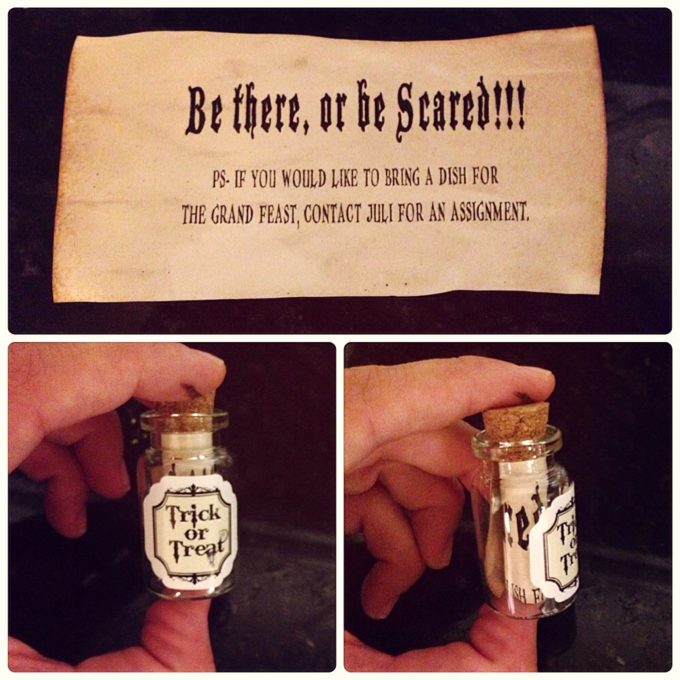 Be there, or be Scared!!!
PS- IF YOU WOULD LIKE TO BRING A DISH FOR
THE GRAND FEAST, CONTACT JULI FOR AN ASSIGNMENT.
Trick
or
Treat
Trick
or
Treat